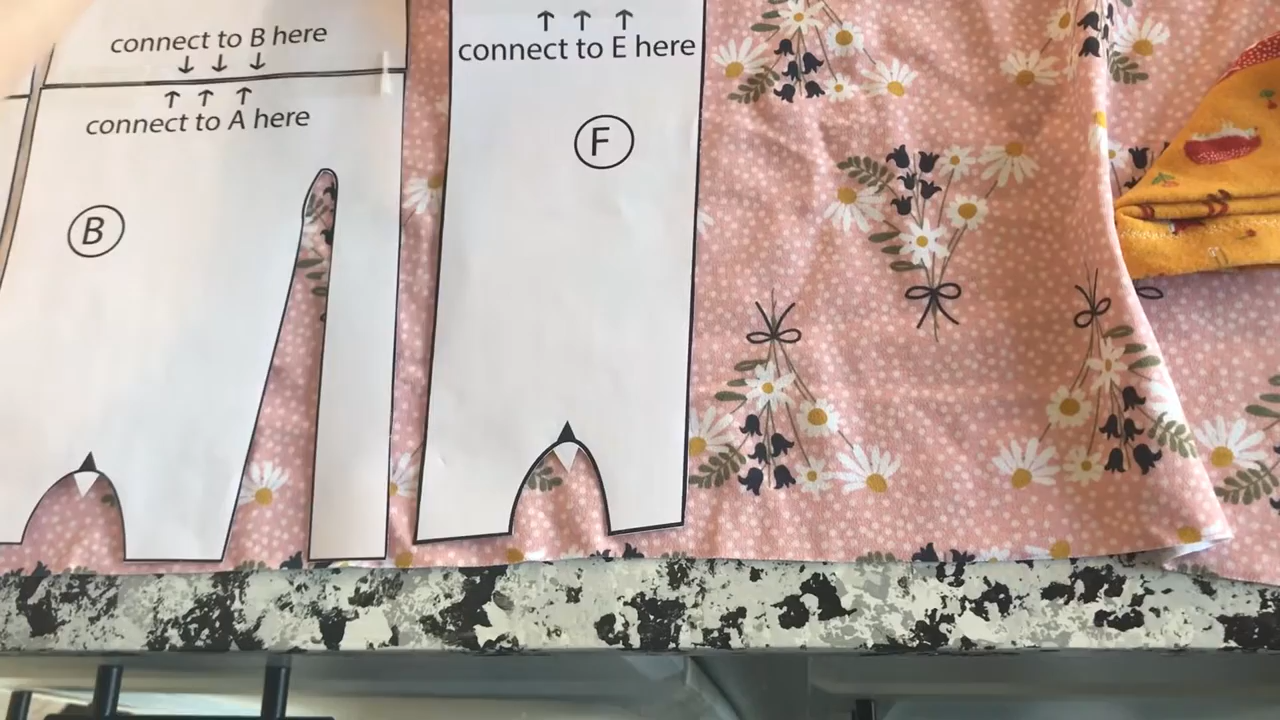 connect to B here
↓ ↓ ↓
↑ ↑ ↑
connect to A here
B
↑ ↑ ↑
connect to E here
F